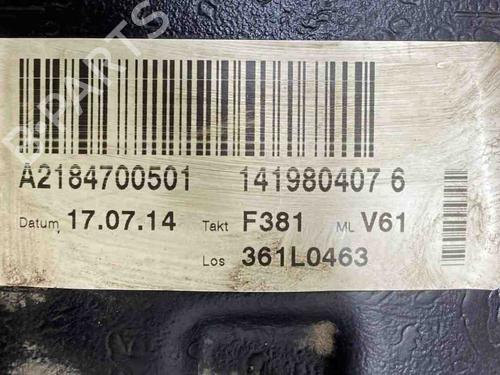 B-PARTS
A2184700501 141980407 6
Datum 17.07.14 Takt F381 ML V61
Los 361L0463